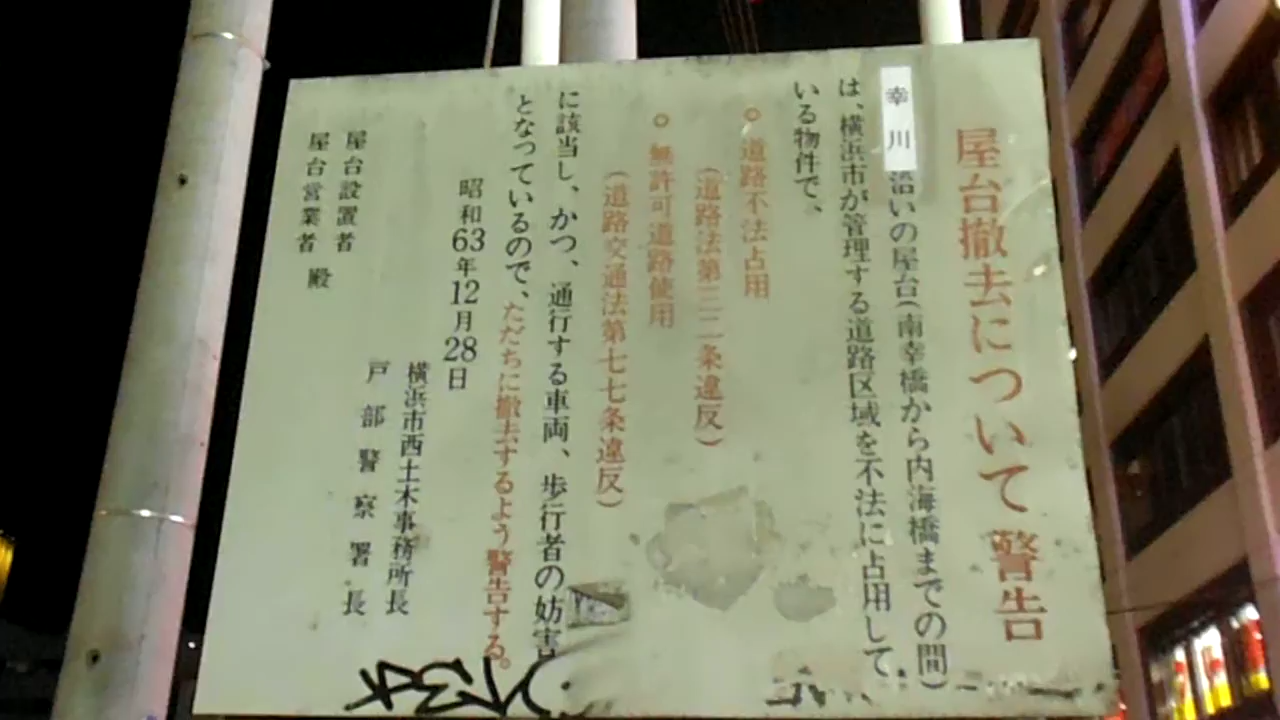 屋台撤去について警告
幸川沿いの屋台(南幸橋から内海橋までの間)
は、横浜市が管理する道路区域を不法に占用して
いる物件で、
○道路不法占用
(道路法第三二条違反)
○無許可道路使用
(道路交通法第七七条違反)
に該当し、かつ、通行する車両、歩行者の妨害
となっているので、ただちに撤去するよう警告する。
昭和63年12月28日
横浜市西土木事務所長
戸部警察署長
屋台設置者
屋台営業者 殿